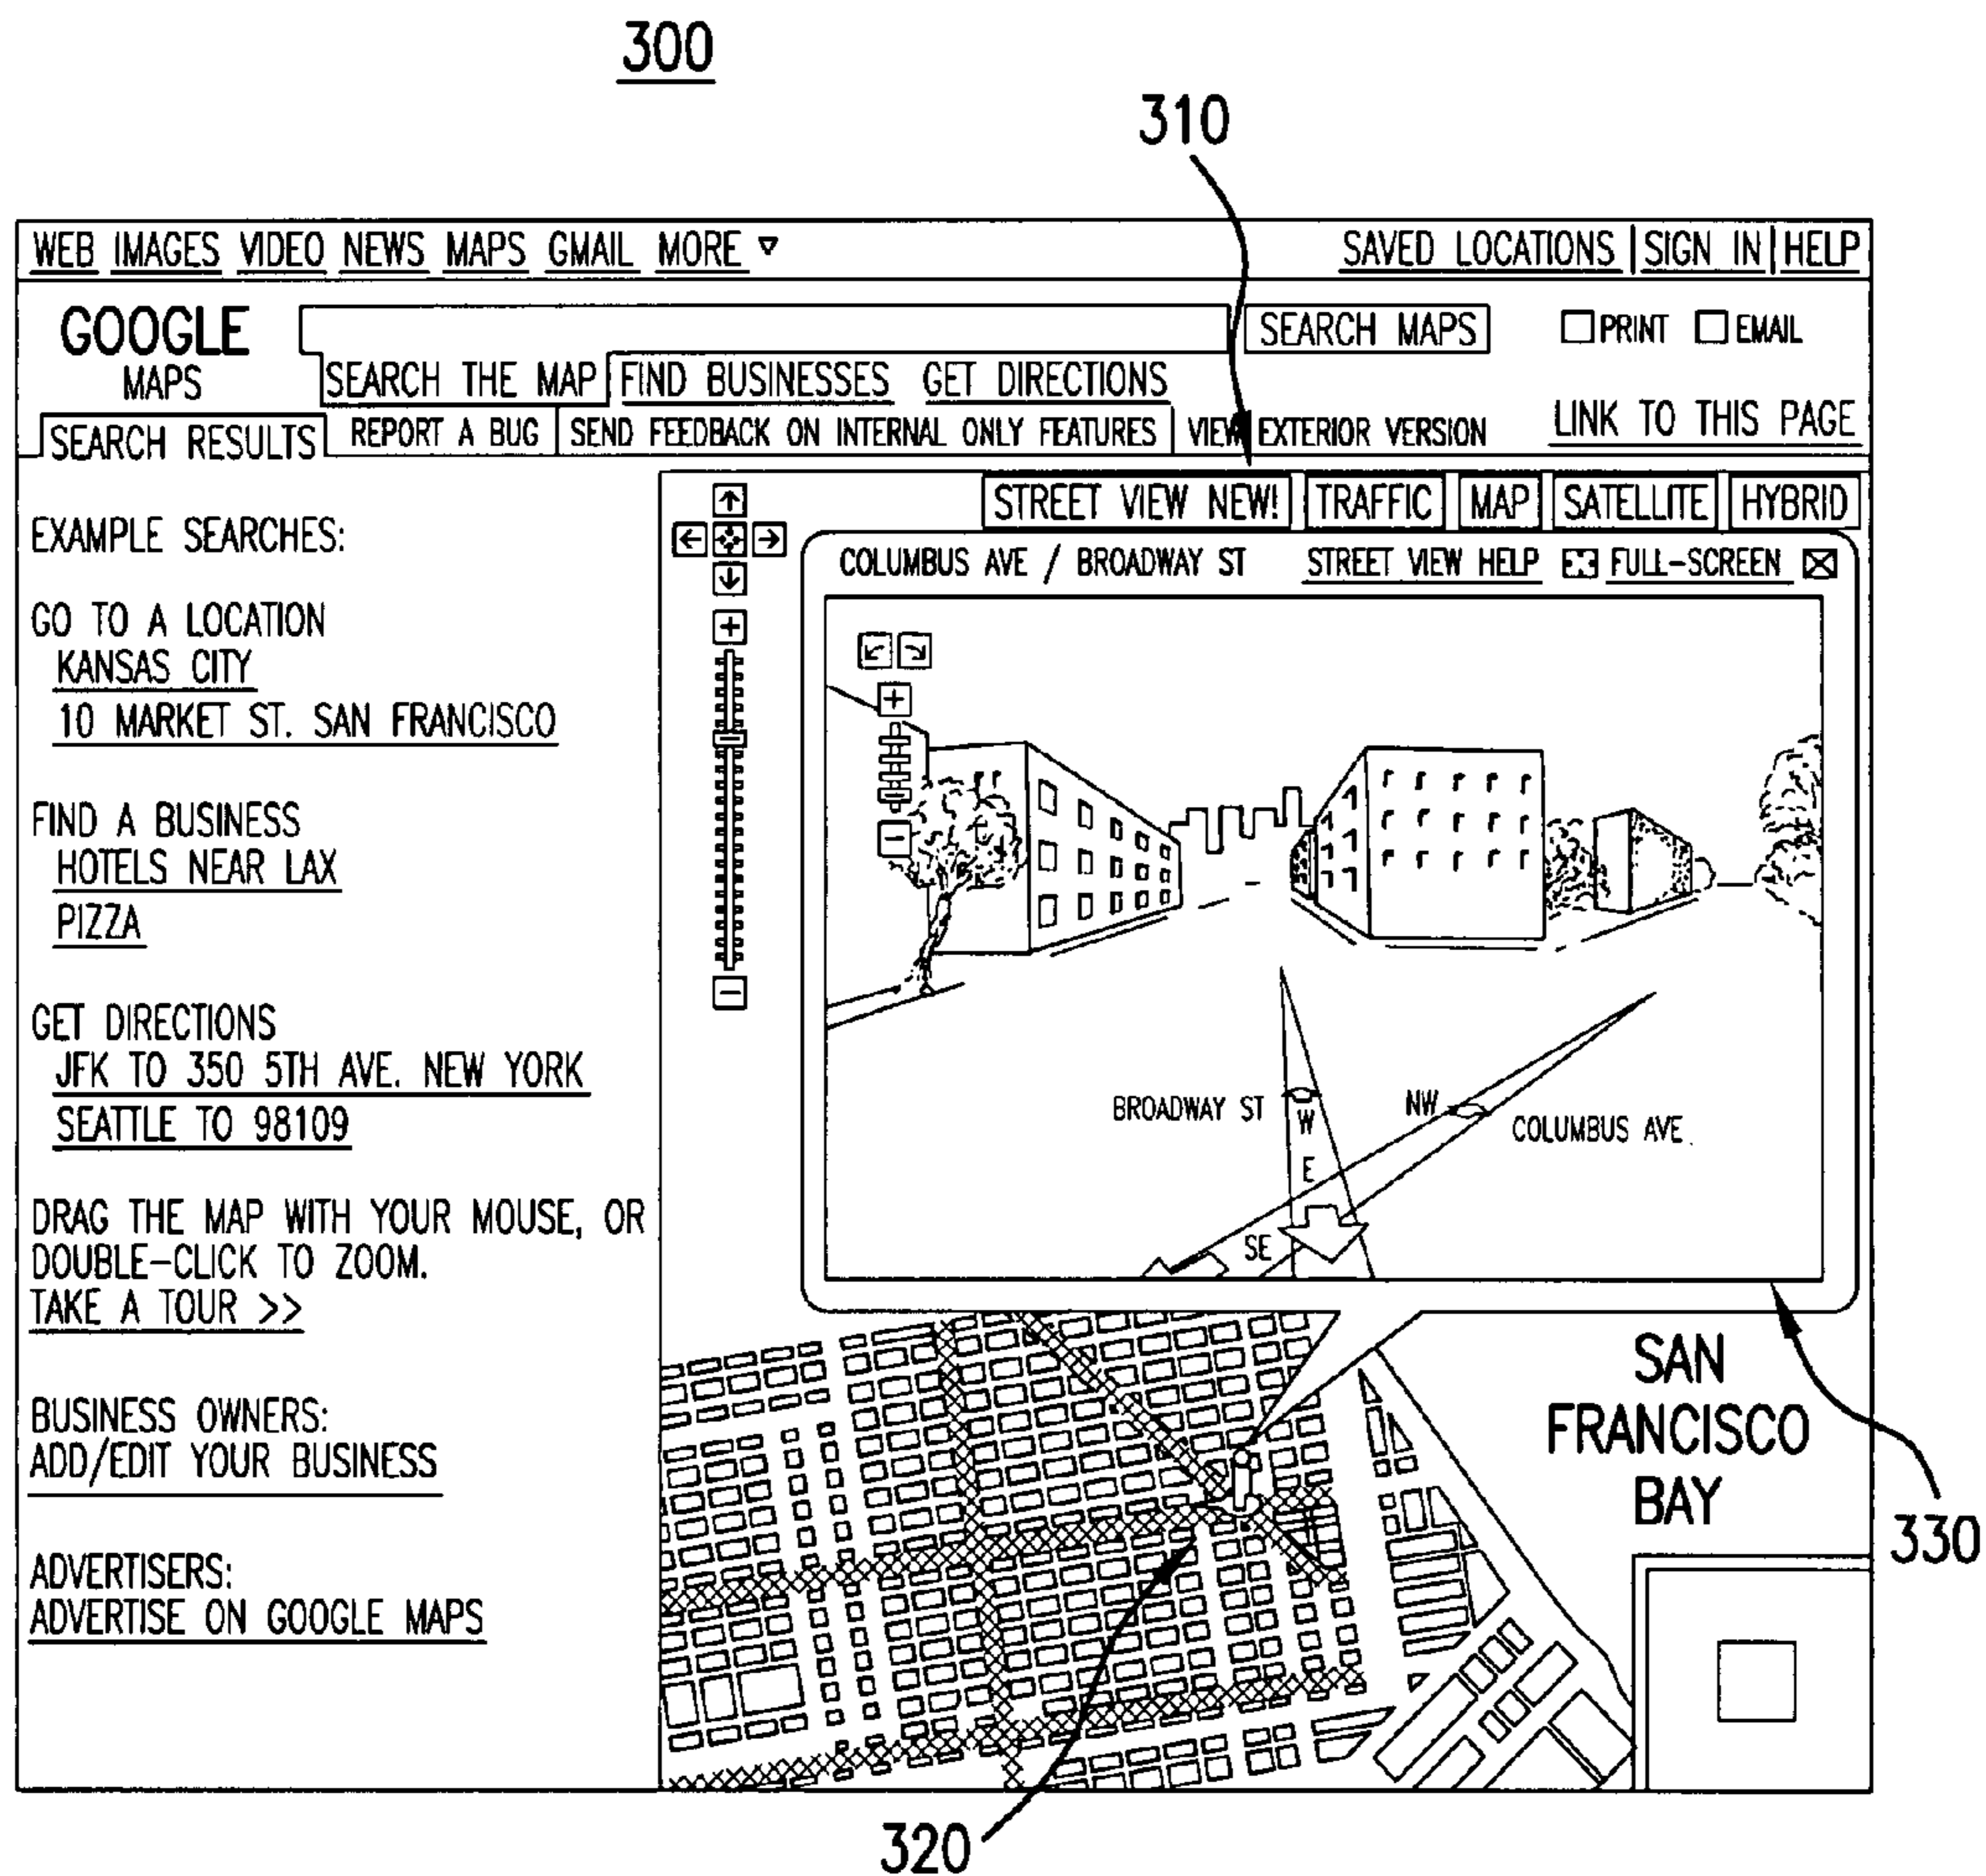 300
310
WEB IMAGES VIDEO NEWS MAPS GMAIL MORE SAVED LOCATIONS | SIGN IN | HELP
GOOGLE
MAPS
SEARCH MAPS PRINT EMAIL
SEARCH THE MAP FIND BUSINESSES GET DIRECTIONS
SEARCH RESULTS REPORT A BUG SEND FEEDBACK ON INTERNAL ONLY FEATURES VIEW EXTERIOR VERSION LINK TO THIS PAGE
STREET VIEW NEW! TRAFFIC MAP SATELLITE HYBRID
COLUMBUS AVE / BROADWAY ST STREET VIEW HELP FULL-SCREEN
EXAMPLE SEARCHES:
GO TO A LOCATION
KANSAS CITY
10 MARKET ST. SAN FRANCISCO
FIND A BUSINESS
HOTELS NEAR LAX
PIZZA
GET DIRECTIONS
JFK TO 350 5TH AVE. NEW YORK
SEATTLE TO 98109
DRAG THE MAP WITH YOUR MOUSE, OR
DOUBLE-CLICK TO ZOOM.
TAKE A TOUR >>
BUSINESS OWNERS:
ADD/EDIT YOUR BUSINESS
ADVERTISERS:
ADVERTISE ON GOOGLE MAPS
BROADWAY ST W NW COLUMBUS AVE.
E
SE
SAN
FRANCISCO
BAY
330
320